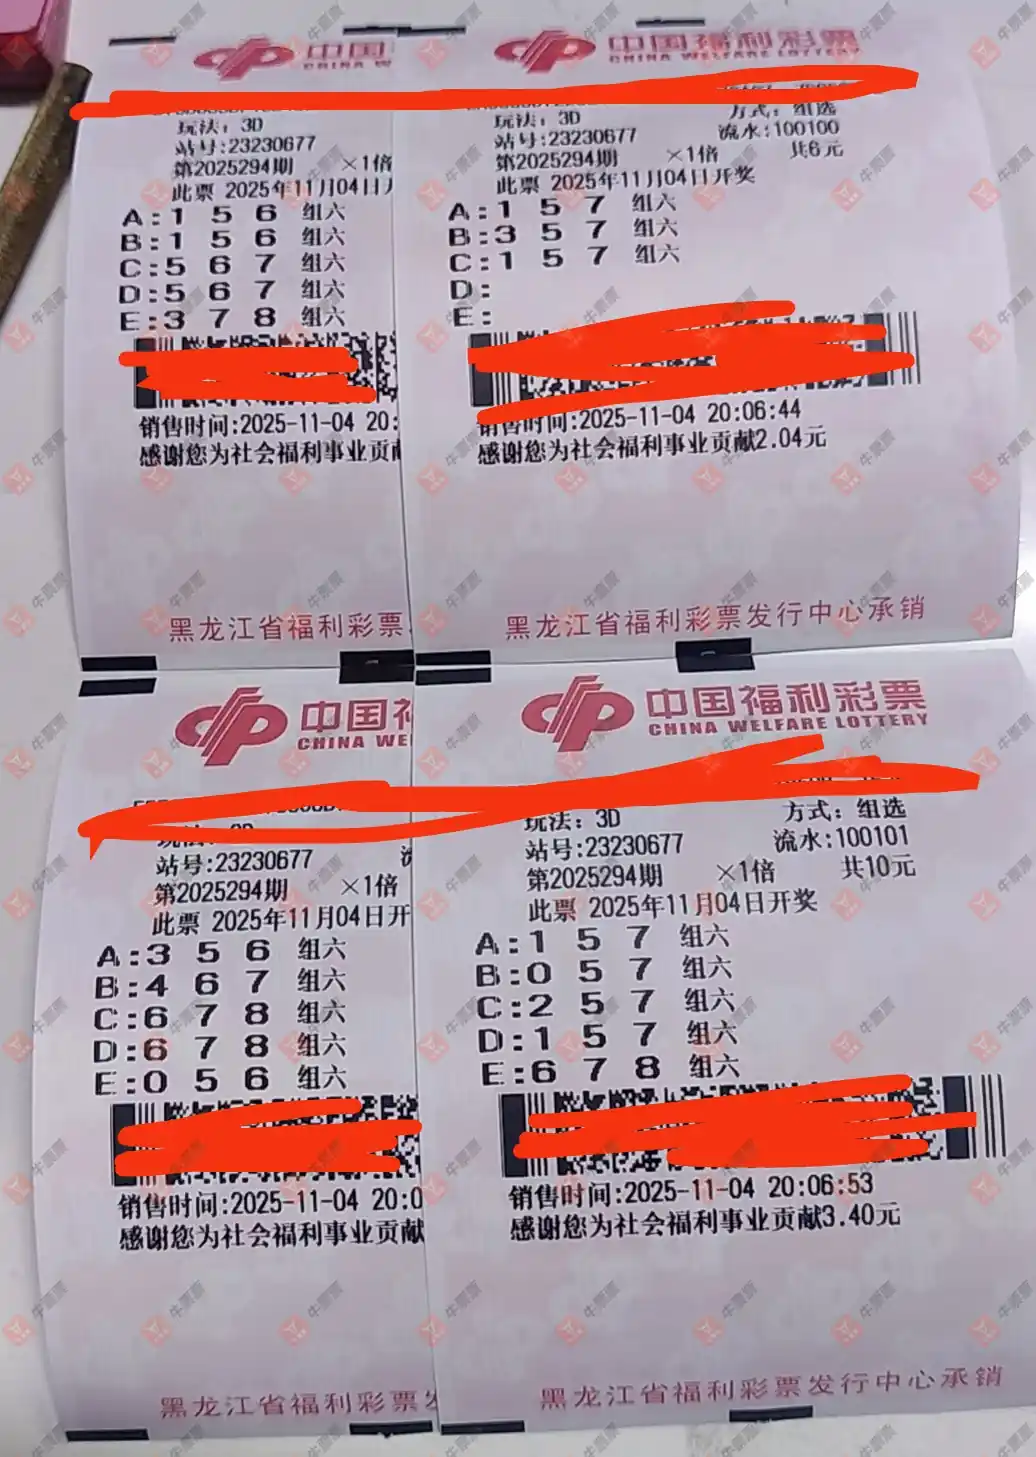 中国
CHINA W
玩法：3D
站号:23230677
第2025294期 ×1倍
此票 2025年11月04日
A:1 5 6 组六
B:1 5 6 组六
C:5 6 7 组六
D:5 6 7 组六
E:3 7 8 组六
销售时间:2025-11-04 20:
感谢您为社会福利事业贡献
黑龙江省福利彩票
中国福利彩票
CHINA WELFARE LOTTERY
玩法：3D 方式：组选
站号:23230677 流水:100100
第2025294期 ×1倍 共6元
此票 2025年11月04日开奖
A:1 5 7 组六
B:3 5 7 组六
C:1 5 7 组六
D:
E:
销售时间:2025-11-04 20:06:44
感谢您为社会福利事业贡献2.04元
黑龙江省福利彩票发行中心承销
中国福
CHINA WE
玩法：3D
站号:23230677 流
第2025294期 ×1倍
此票 2025年11月04日开
A:3 5 6 组六
B:4 6 7 组六
C:6 7 8 组六
D:6 7 8 组六
E:0 5 6 组六
销售时间:2025-11-04 20:0
感谢您为社会福利事业贡献
黑龙江省福利彩票发
中国福利彩票
CHINA WELFARE LOTTERY
玩法：3D 方式：组选
站号:23230677 流水:100101
第2025294期 ×1倍 共10元
此票 2025年11月04日开奖
A:1 5 7 组六
B:0 5 7 组六
C:2 5 7 组六
D:1 5 7 组六
E:6 7 8 组六
销售时间:2025-11-04 20:06:53
感谢您为社会福利事业贡献3.40元
黑龙江省福利彩票发行中心承销
牛票票